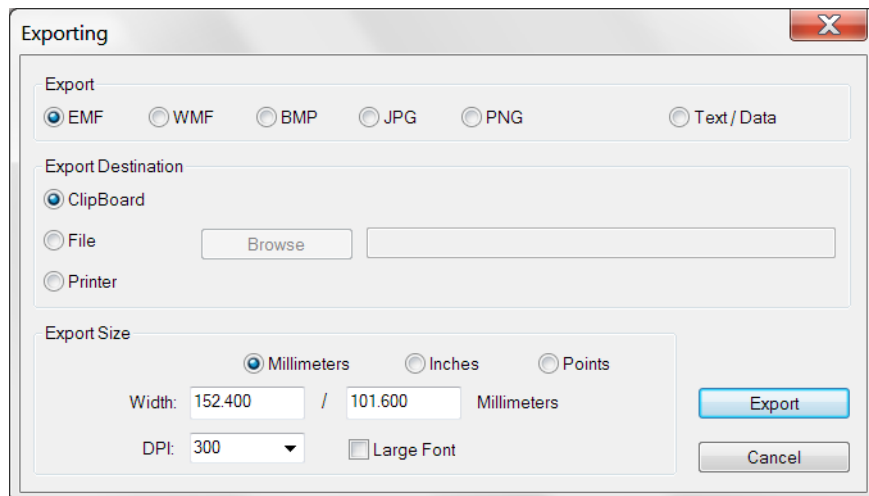 Exporting
Export
EMF WMF BMP JPG PNG Text / Data
Export Destination
ClipBoard
File Browse
Printer
Export Size
Millimeters Inches Points
Width: 152.400 / 101.600 Millimeters Export
DPI: 300 Large Font Cancel